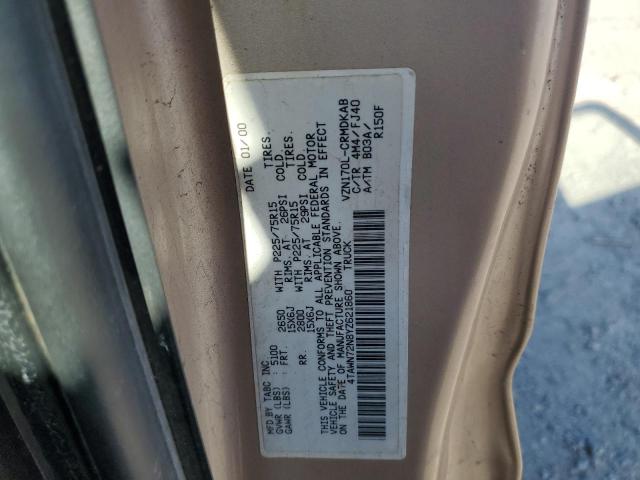 MFD BY TABC INC DATE 01/00
GVWR (LBS) : 5100
GAWR (LBS) : FRT. 2650 WITH P225/75R15 TIRES.
15X6J RIMS. AT 26PSI COLD
RR. 2800 WITH P225/75R15 TIRES.
15X6J RIMS. AT 29PSI COLD
THIS VEHICLE CONFORMS TO ALL APPLICABLE FEDERAL MOTOR
VEHICLE SAFETY AND THEFT PREVENTION STANDARDS IN EFFECT
ON THE DATE OF MANUFACTURE SHOWN ABOVE.
4TAWN72N8YZ621860 TRUCK
VZN170L-CRMDKAB
C/TR 4M4/FJ40
A/TM B03A/
R150F